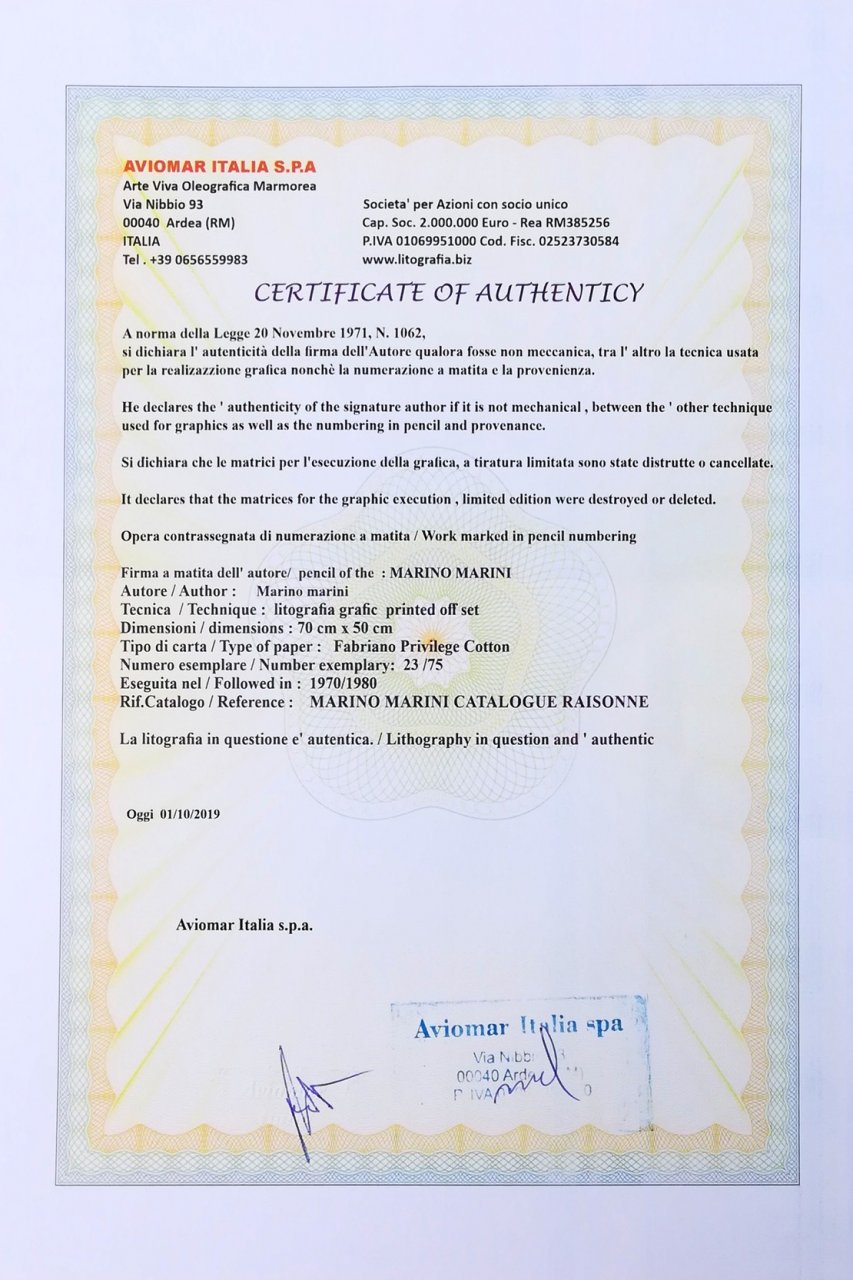 AVIOMAR ITALIA S.P.A
Arte Viva Oleografica Marmorea
Via Nibbio 93
00040 Ardea (RM)
ITALIA
Tel . +39 0656559983
Societa' per Azioni con socio unico
Cap. Soc. 2.000.000 Euro - Rea RM385256
P.IVA 01069951000 Cod. Fisc. 02523730584
www.litografia.biz
CERTIFICATE OF AUTHENTICY
A norma della Legge 20 Novembre 1971, N. 1062,
si dichiara l' autenticità della firma dell'Autore qualora fosse non meccanica, tra l' altro la tecnica usata
per la realizazzione grafica nonchè la numerazione a matita e la provenienza.
He declares the ' authenticity of the signature author if it is not mechanical , between the ' other technique
used for graphics as well as the numbering in pencil and provenance.
Si dichiara che le matrici per l'esecuzione della grafica, a tiratura limitata sono state distrutte o cancellate.
It declares that the matrices for the graphic execution , limited edition were destroyed or deleted.
Opera contrassegnata di numerazione a matita / Work marked in pencil numbering
Firma a matita dell' autore/ pencil of the : MARINO MARINI
Autore / Author : Marino marini
Tecnica / Technique : litografia grafic printed off set
Dimensioni / dimensions : 70 cm x 50 cm
Tipo di carta / Type of paper : Fabriano Privilege Cotton
Numero esemplare / Number exemplary: 23 /75
Eseguita nel / Followed in : 1970/1980
Rif.Catalogo / Reference : MARINO MARINI CATALOGUE RAISONNE
La litografia in questione e' autentica. / Lithography in question and ' authentic
Oggi 01/10/2019
Aviomar Italia s.p.a.
Aviomar Italia spa
Via
00040
P. IVA